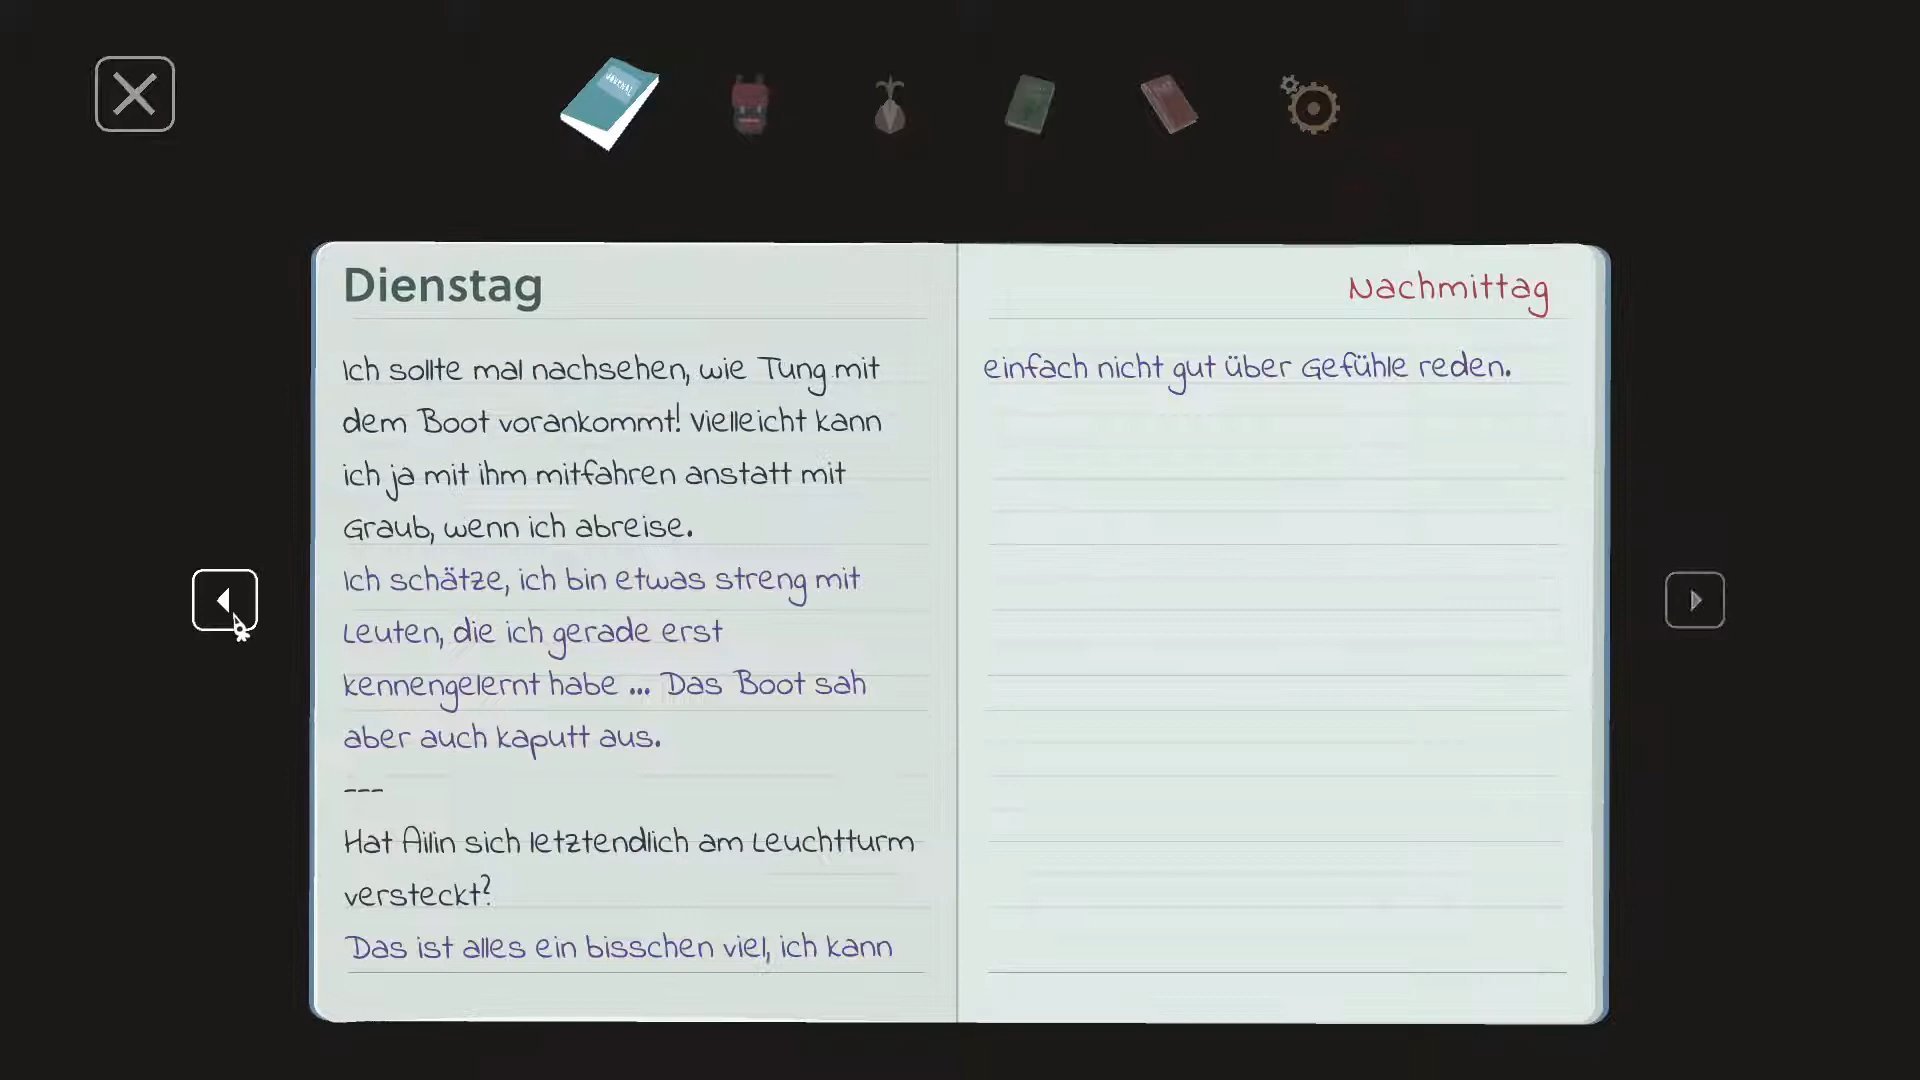 JOURNAL
Dienstag
Nachmittag
Ich sollte mal nachsehen, wie Tung mit
dem Boot vorankommt! Vielleicht kann
ich ja mit ihm mitfahren anstatt mit
Graub, wenn ich abreise.
Ich schätze, ich bin etwas streng mit
Leuten, die ich gerade erst
kennengelernt habe ... Das Boot sah
aber auch kaputt aus.
---
Hat Ailin sich letztendlich am Leuchtturm
versteckt?
Das ist alles ein bisschen viel, ich kann
einfach nicht gut über Gefühle reden.